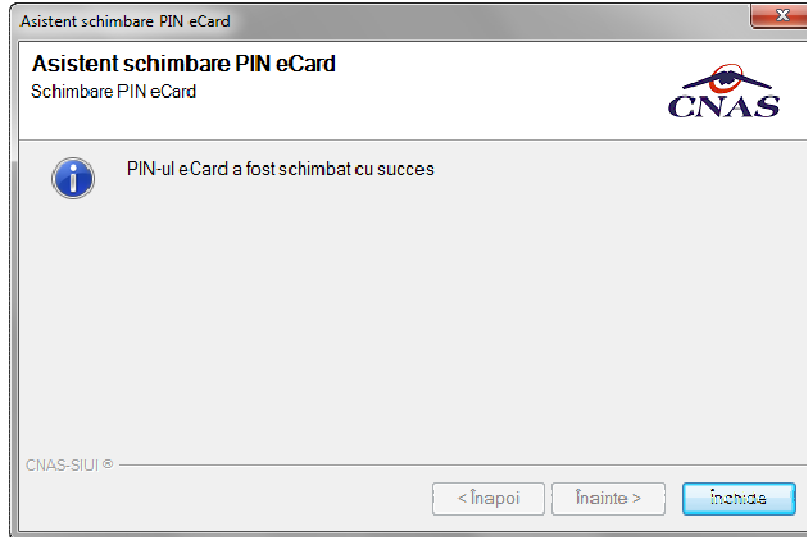 Asistent schimbare PIN eCard
Asistent schimbare PIN eCard
Schimbare PIN eCard
CNAS
PIN-ul eCard a fost schimbat cu succes
CNAS-SIUI ®
< Înapoi
Înainte >
Închide